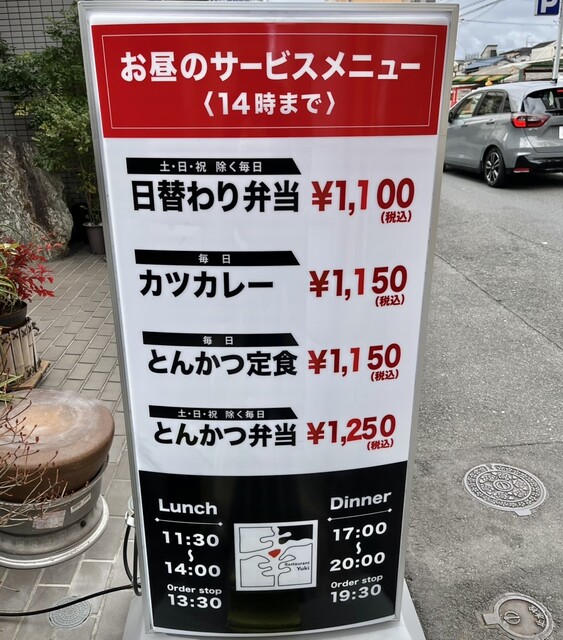 お昼のサービスメニュー
〈14時まで〉
土・日・祝 除く毎日
日替わり弁当 ¥1,100
(税込)
毎日
カツカレー ¥1,150
(税込)
毎日
とんかつ定食 ¥1,150
(税込)
土・日・祝 除く毎日
とんかつ弁当 ¥1,250
(税込)
Lunch
11:30
〜
14:00
Order stop
13:30
幸
Restaurant
Yuki
Dinner
17:00
〜
20:00
Order stop
19:30
P